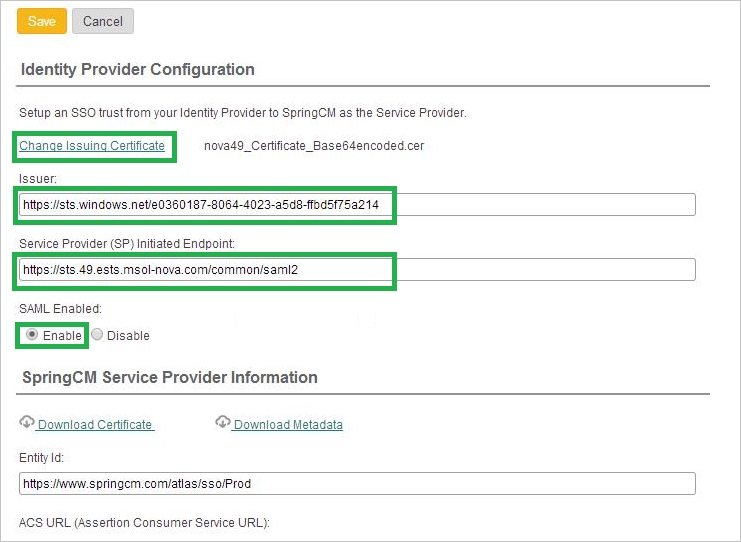 Save Cancel
Identity Provider Configuration
Setup an SSO trust from your Identity Provider to SpringCM as the Service Provider.
Change Issuing Certificate nova49_Certificate_Base64encoded.cer
Issuer:
https://sts.windows.net/e0360187-8064-4023-a5d8-ffbd5f75a214
Service Provider (SP) Initiated Endpoint:
https://sts.49.ests.msol-nova.com/common/saml2
SAML Enabled:
Enable Disable
SpringCM Service Provider Information
Download Certificate Download Metadata
Entity Id:
https://www.springcm.com/atlas/sso/Prod
ACS URL (Assertion Consumer Service URL):